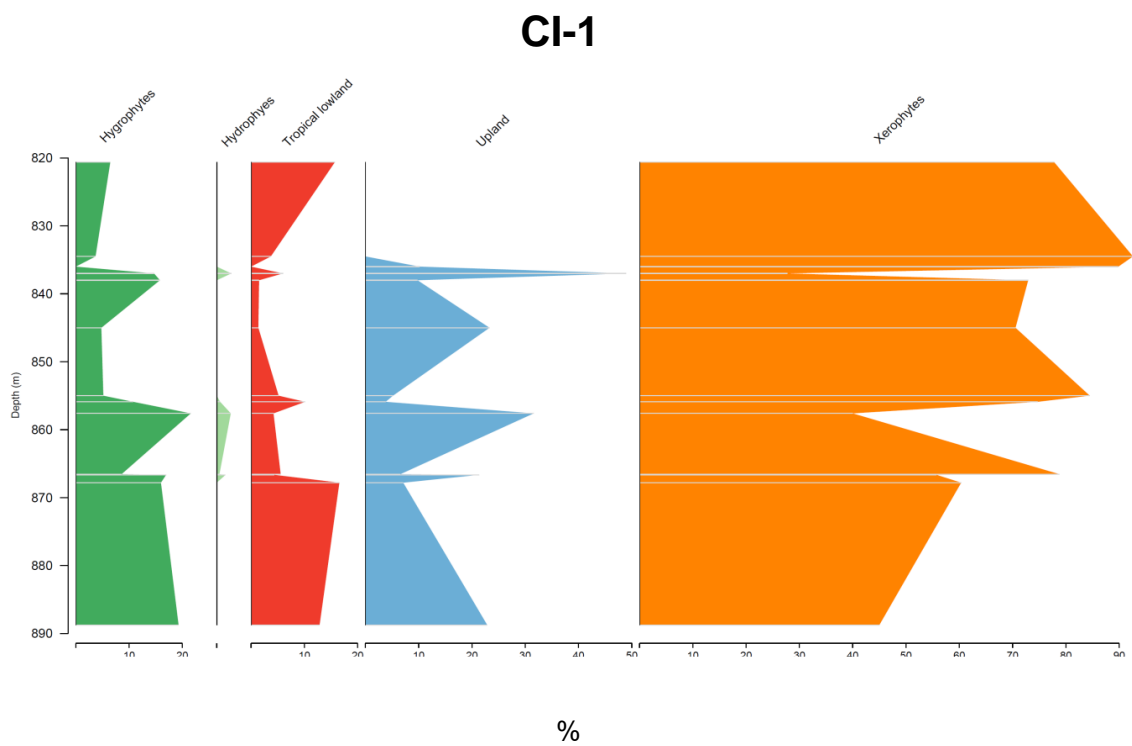 CI-1
Hygrophytes
Hydrophyes
Tropical lowland
Upland
Xerophytes
820
830
840
850
860
870
880
890
Depth (m)
10 20 10 20 10 20 30 40 50 10 20 30 40 50 60 70 80 90
%